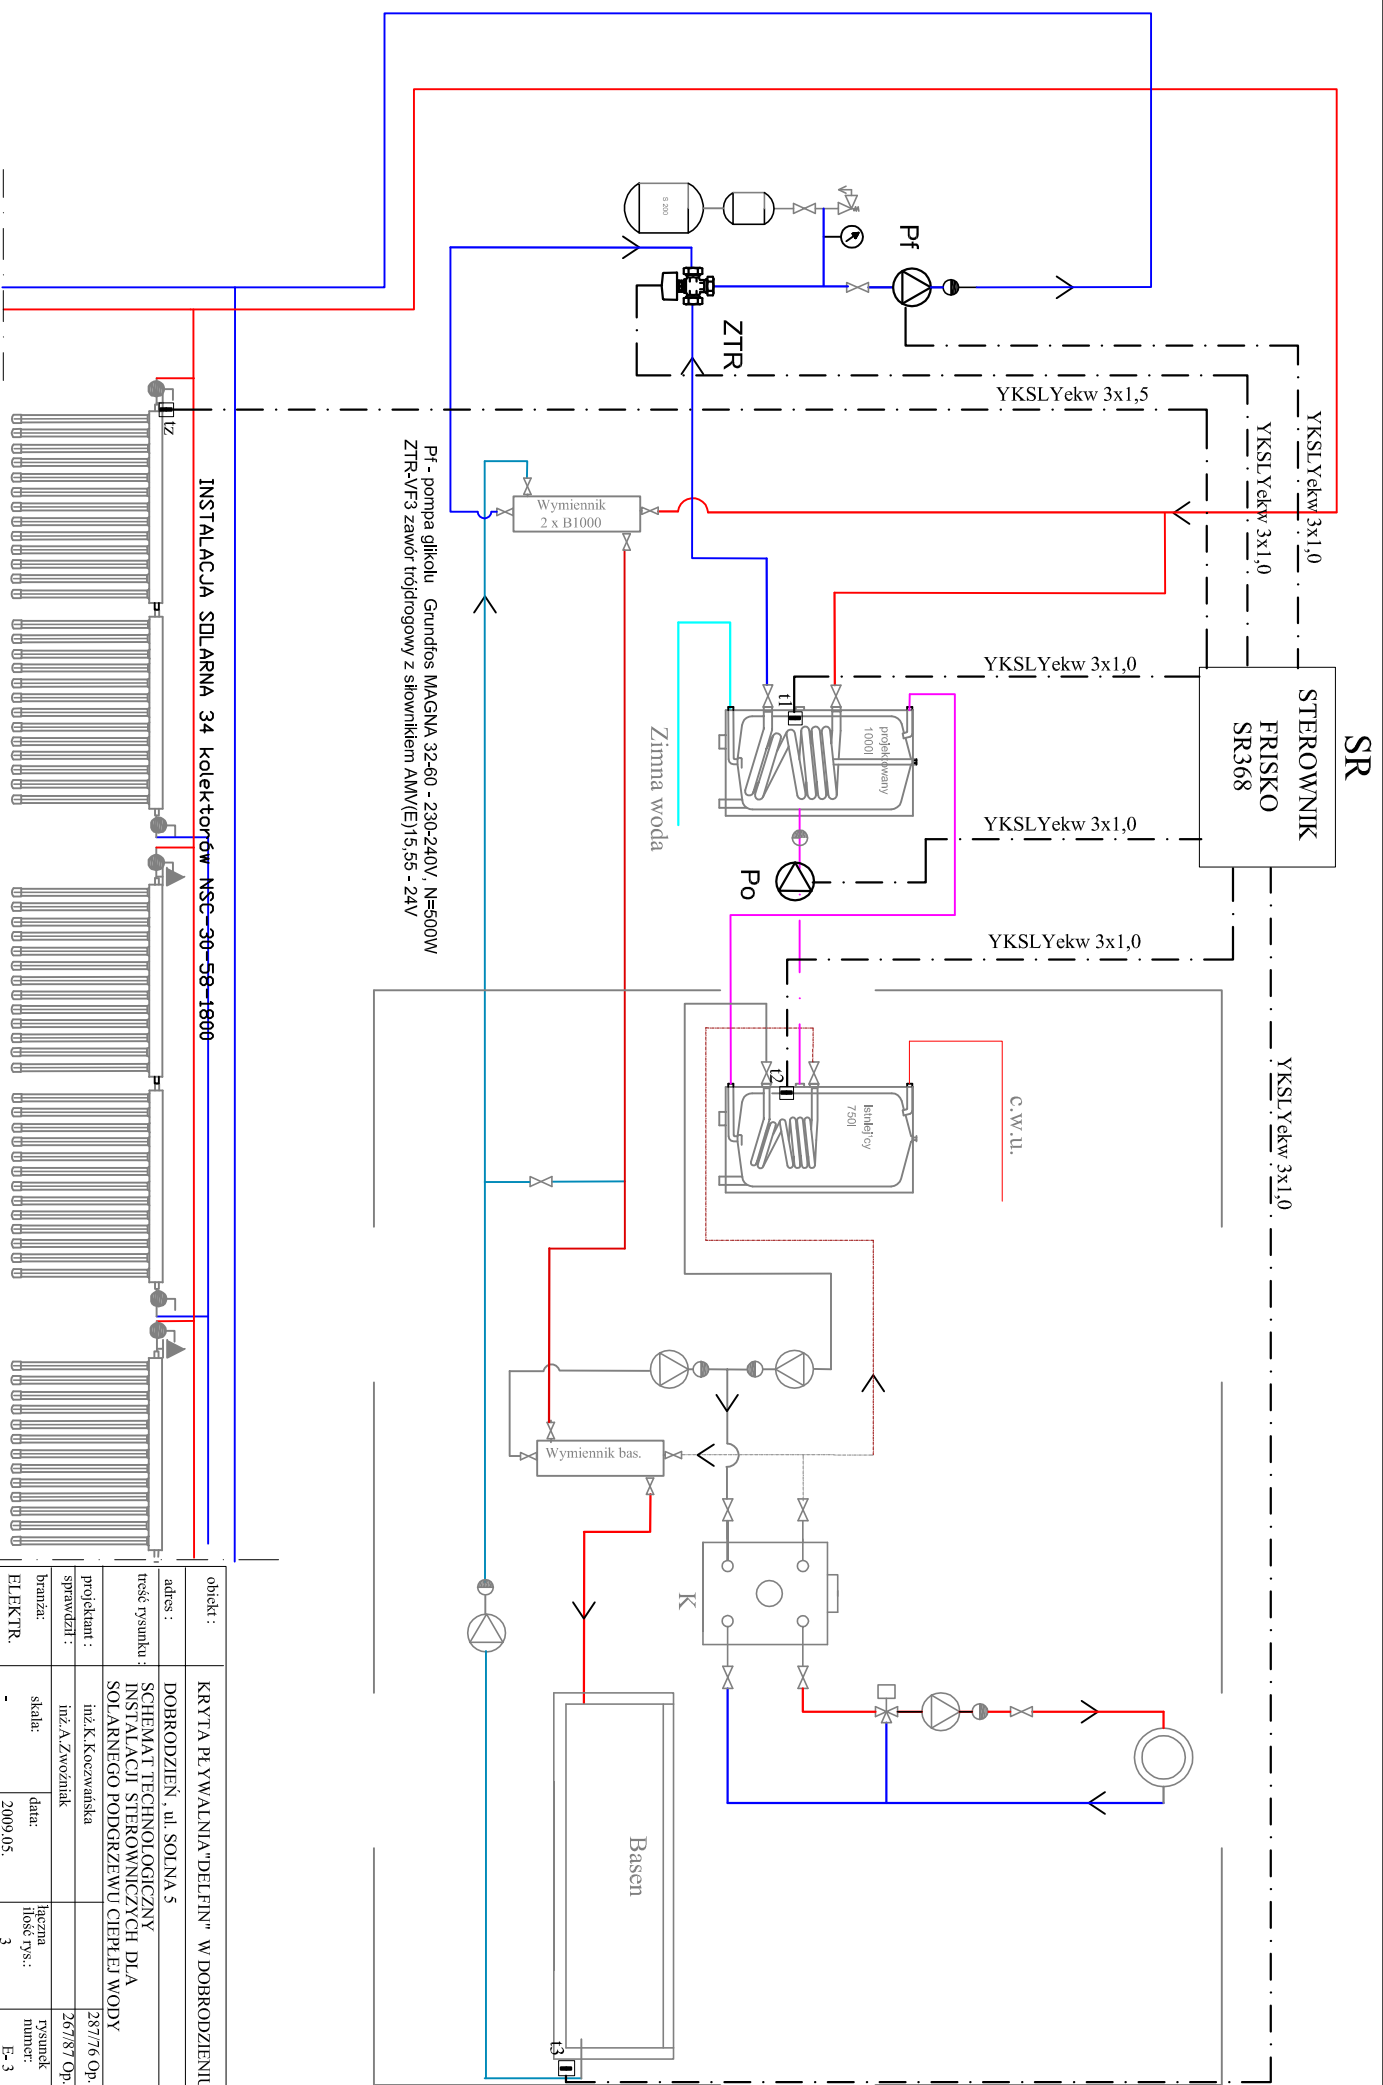 SR
STEROWNIK
FRISKO
SR368
YKSLYekw 3x1,0
YKSLYekw 3x1,0
YKSLYekw 3x1,5
YKSLYekw 3x1,0
YKSLYekw 3x1,0
YKSLYekw 3x1,0
YKSLYekw 3x1,0
Pf
ZTR
S 200
tz
Wymiennik
2 x B1000
Pf - pompa glikolu Grundfos MAGNA 32-60 - 230-240V, N=500W
ZTR-VF3 zawór trójdrogowy z siłownikiem AMV(E)15,55 - 24V
INSTALACJA SOLARNA 34 kolektorów NSC-30-58-1800
t1
projektowany
1000l
Zimna woda
Po
t2
Istniej'cy
750l
c.w.u.
Wymiennik bas.
K
Basen
t3
obiekt :
KRYTA PŁYWALNIA"DELFIN" W DOBRODZIENIU
adres :
DOBRODZIEŃ , ul. SOLNA 5
treść rysunku :
SCHEMAT TECHNOLOGICZNY
INSTALACJI STEROWNICZYCH DLA
SOLARNEGO PODGRZEWU CIEPŁEJ WODY
projektant :
inż.K.Koczwańska
287/76 Op.
sprawdził :
inż.A.Zwoźniak
267/87 Op.
branża:
ELEKTR.
skala:
-
data:
2009.05.
łączna
ilość rys.:
3
rysunek
numer:
E- 3